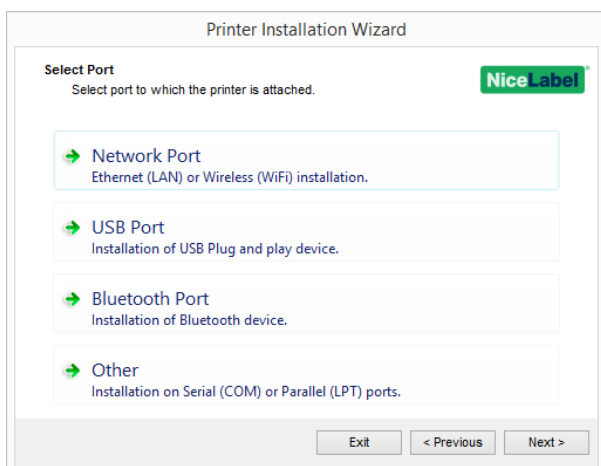 Printer Installation Wizard
Select Port
Select port to which the printer is attached.
NiceLabel
Network Port
Ethernet (LAN) or Wireless (WiFi) installation.
USB Port
Installation of USB Plug and play device.
Bluetooth Port
Installation of Bluetooth device.
Other
Installation on Serial (COM) or Parallel (LPT) ports.
Exit
< Previous
Next >